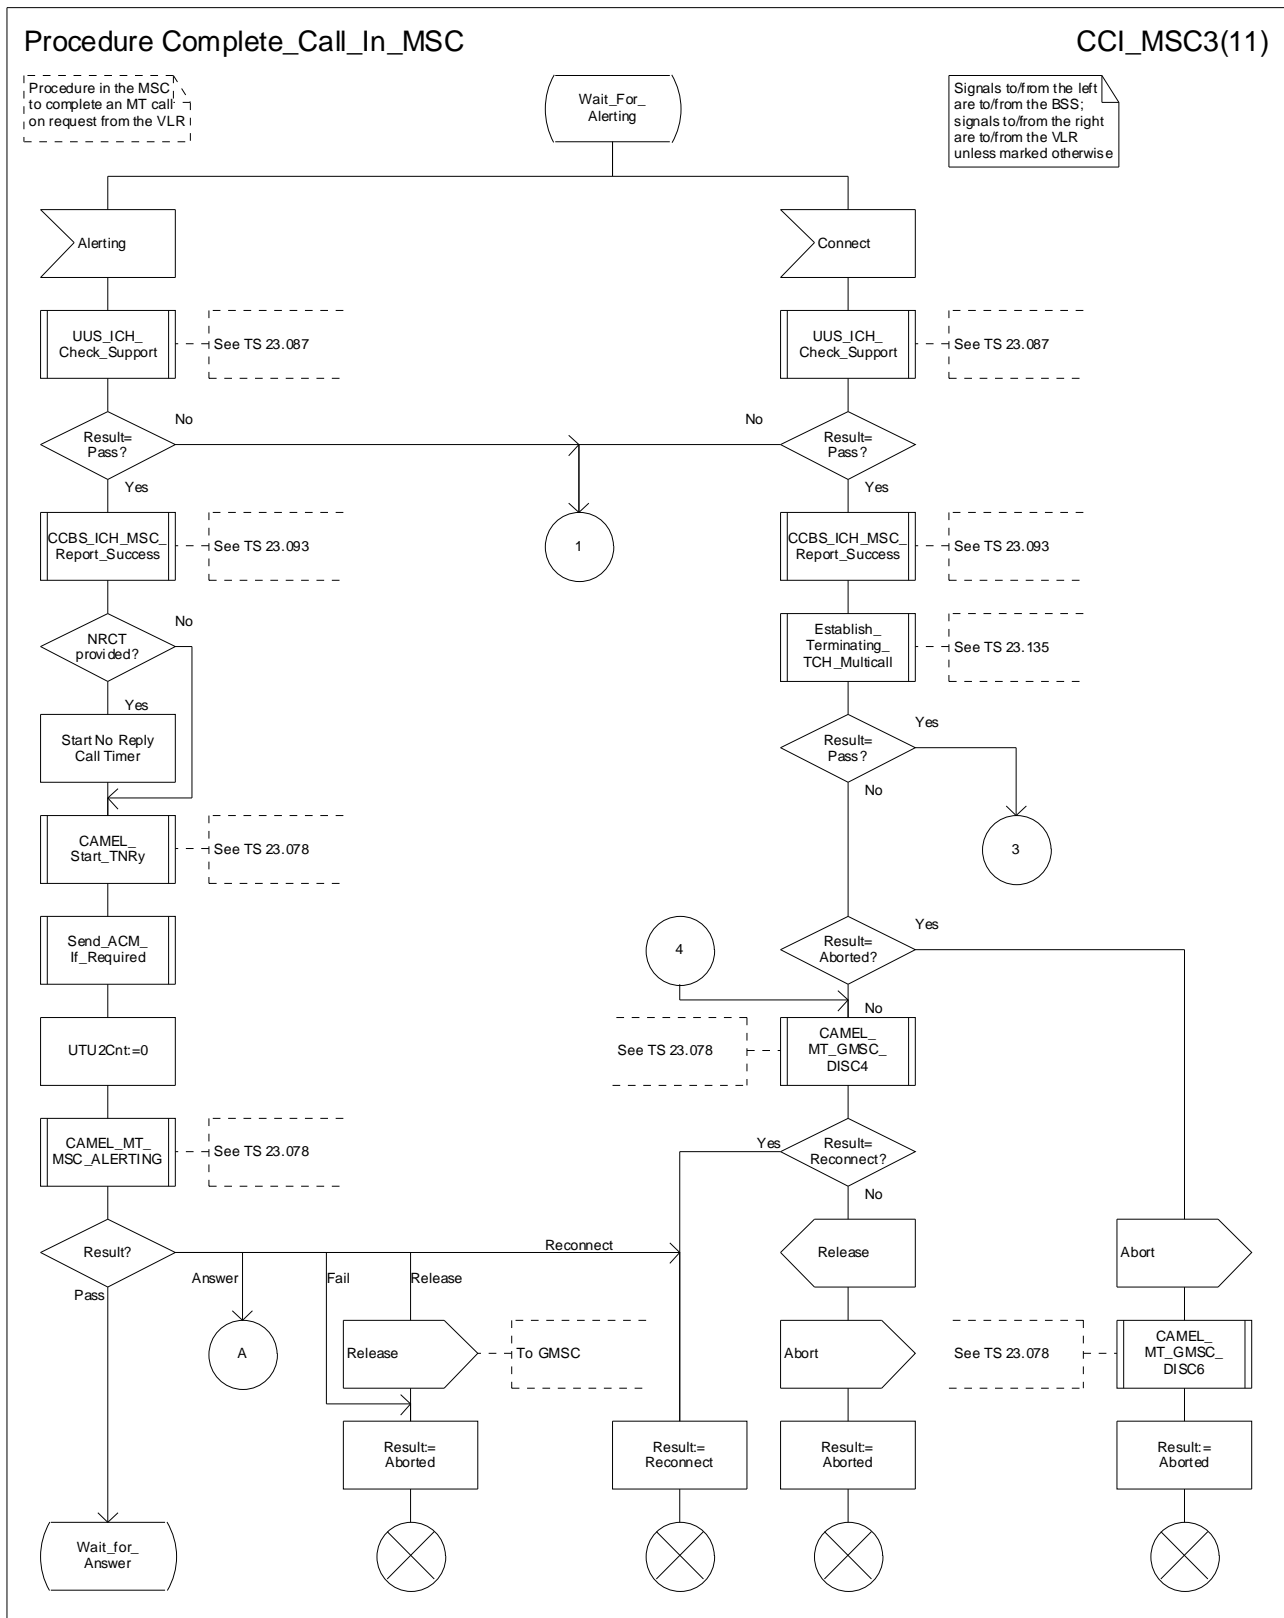 Procedure Complete_Call_In_MSC
CCI_MSC3(11)
Procedure in the MSC
to complete an MT call
on request from the VLR
Wait_For_
Alerting
Signals to/from the left
are to/from the BSS;
signals to/from the right
are to/from the VLR
unless marked otherwise
Alerting
Connect
UUS_ICH_
Check_Support
See TS 23.087
UUS_ICH_
Check_Support
See TS 23.087
No
No
Result=
Pass?
Result=
Pass?
Yes
Yes
CCBS_ICH_MSC_
Report_Success
See TS 23.093
1
CCBS_ICH_MSC_
Report_Success
See TS 23.093
No
NRCT
provided?
Establish_
Terminating_
TCH_Multicall
See TS 23.135
Yes
Yes
Start No Reply
Call Timer
Result=
Pass?
No
CAMEL_
Start_TNRy
See TS 23.078
3
Send_ACM_
If_Required
4
Yes
Result=
Aborted?
No
UTU2Cnt:=0
See TS 23.078
CAMEL_
MT_GMSC_
DISC4
CAMEL_MT_
MSC_ALERTING
See TS 23.078
Yes
Result=
Reconnect?
No
Result?
Reconnect
Release
Abort
Pass
Answer
Fail
Release
A
Release
To GMSC
Abort
See TS 23.078
CAMEL_
MT_GMSC_
DISC6
Result:=
Aborted
Result:=
Reconnect
Result:=
Aborted
Result:=
Aborted
Wait_for_
Answer